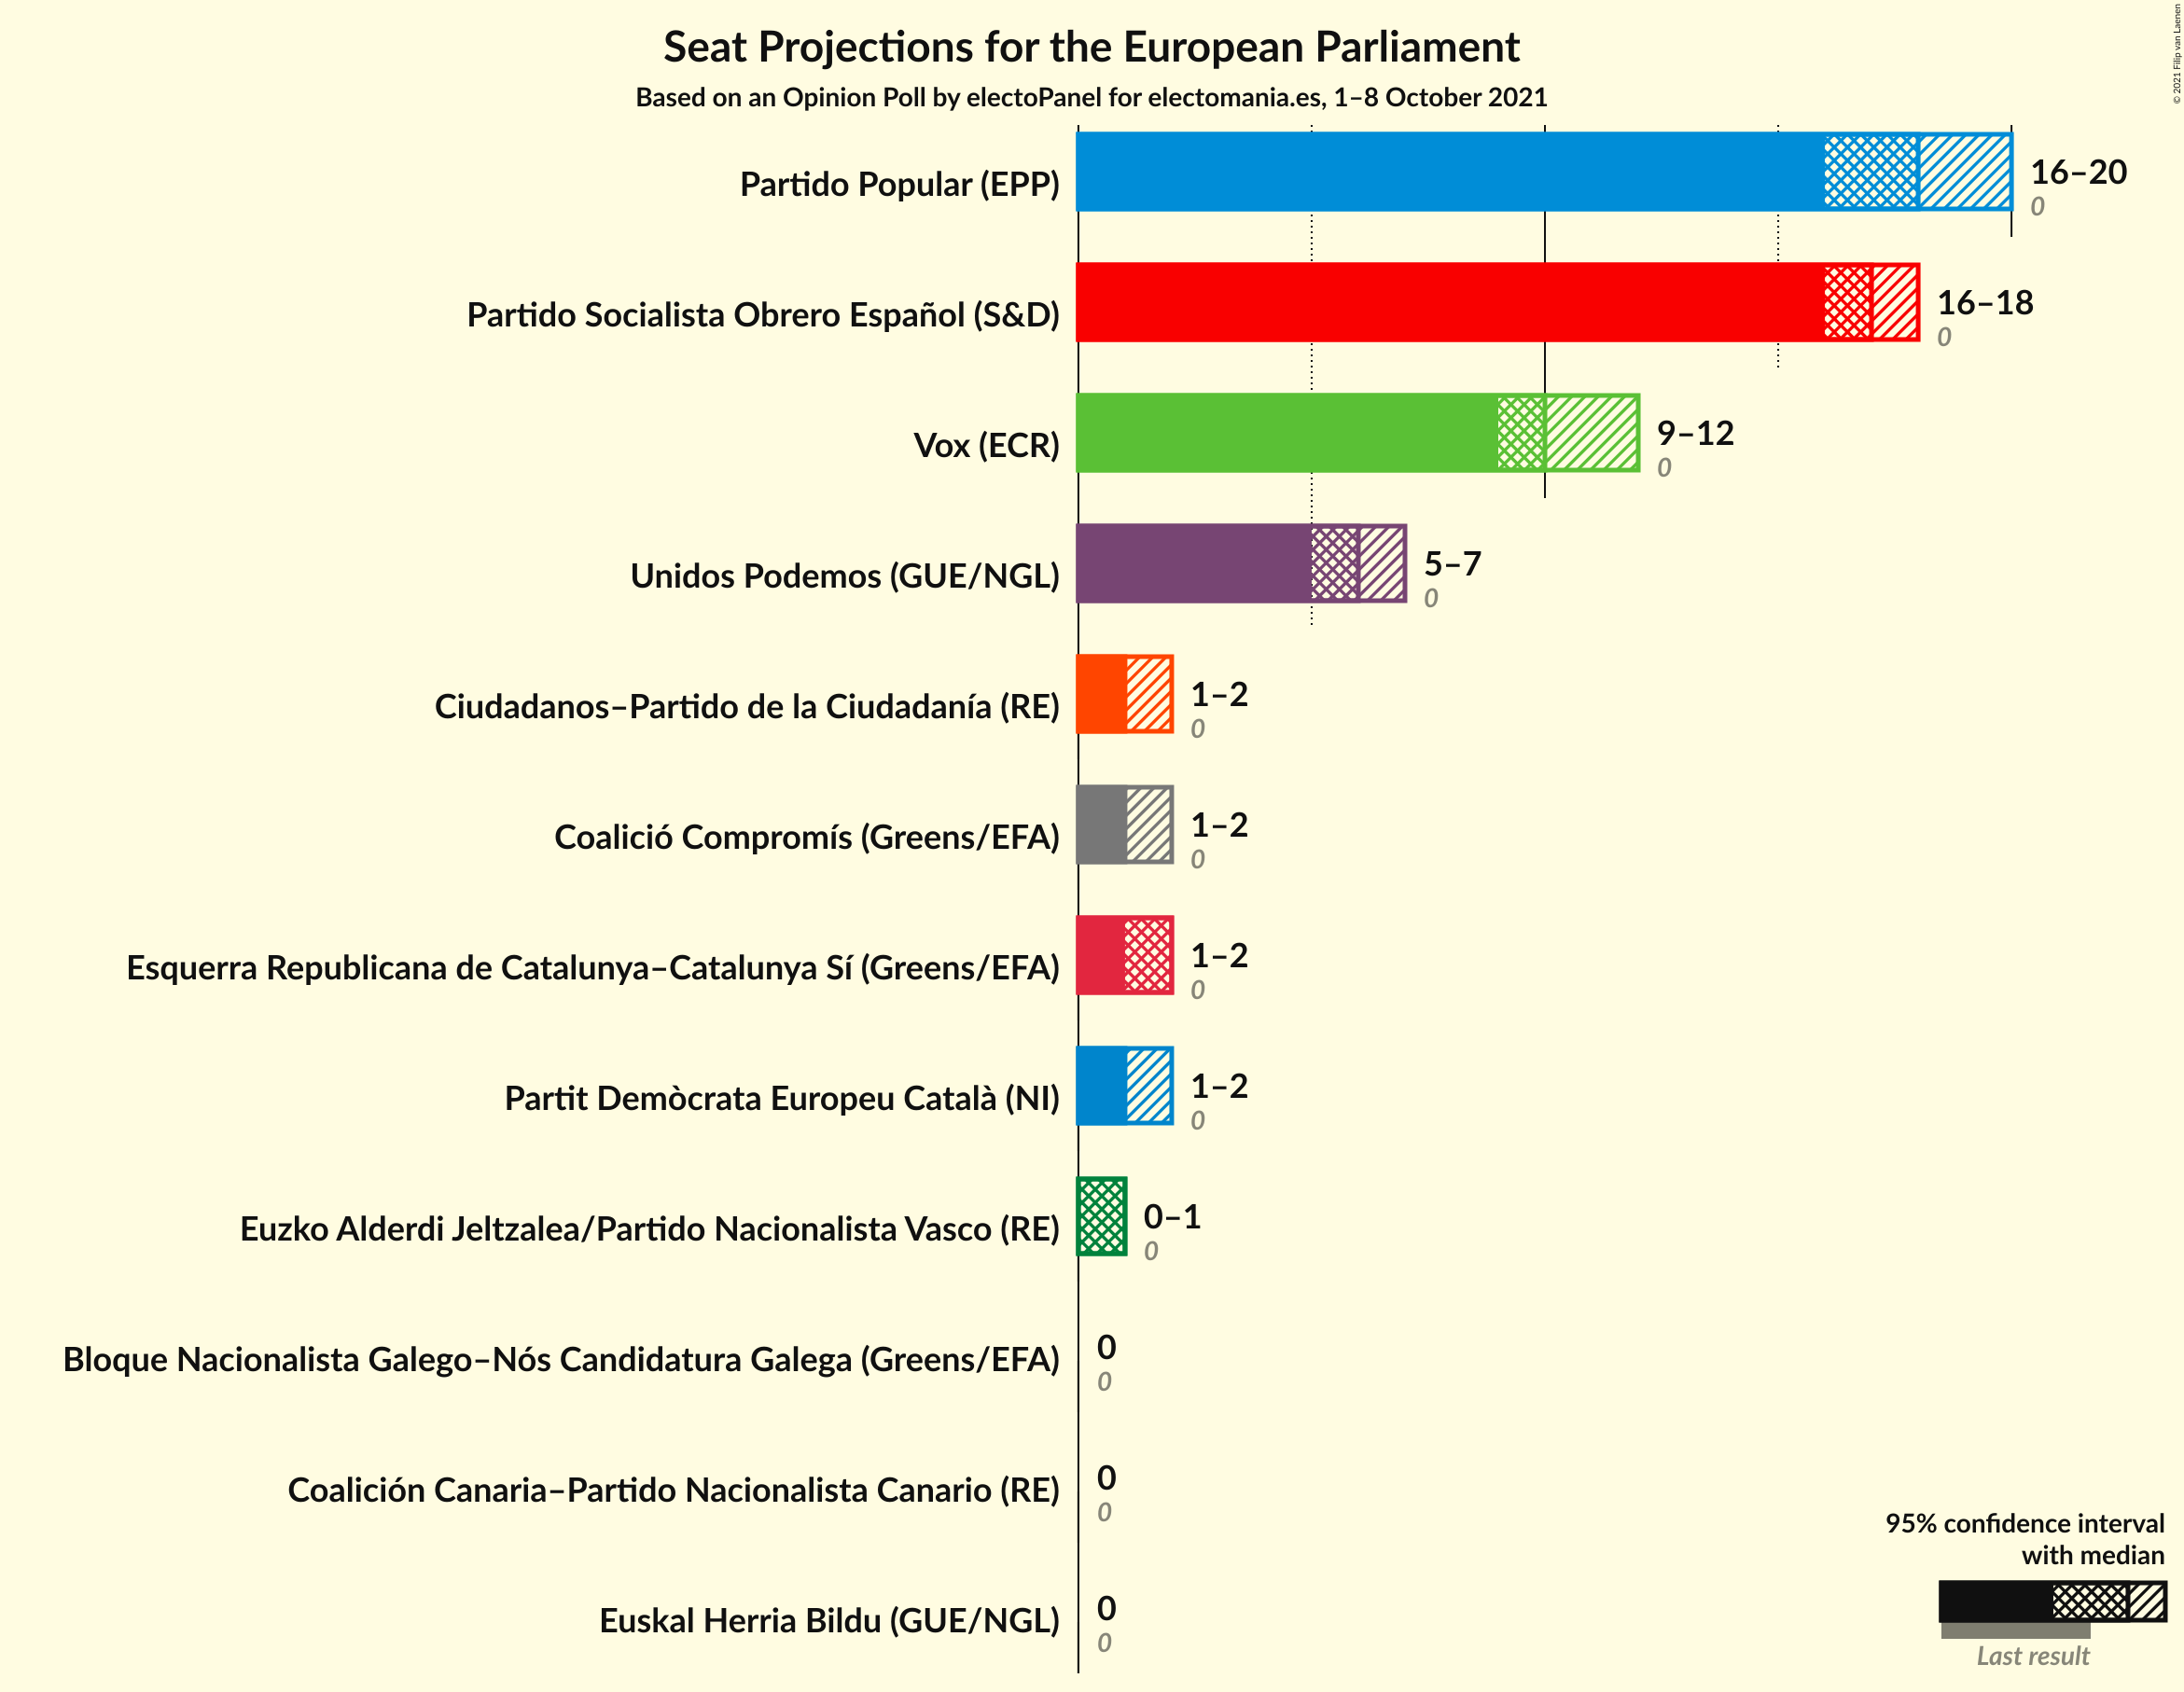 Seat Projections for the European Parliament
Based on an Opinion Poll by electoPanel for electomania.es, 1–8 October 2021
© 2021 Filip van Laenen
Partido Popular (EPP)
16–20
0
Partido Socialista Obrero Español (S&D)
16–18
0
Vox (ECR)
9–12
0
Unidos Podemos (GUE/NGL)
5–7
0
Ciudadanos–Partido de la Ciudadanía (RE)
1–2
0
Coalició Compromís (Greens/EFA)
1–2
0
Esquerra Republicana de Catalunya–Catalunya Sí (Greens/EFA)
1–2
0
Partit Demòcrata Europeu Català (NI)
1–2
0
Euzko Alderdi Jeltzalea/Partido Nacionalista Vasco (RE)
0–1
0
Bloque Nacionalista Galego–Nós Candidatura Galega (Greens/EFA)
0
0
Coalición Canaria–Partido Nacionalista Canario (RE)
0
0
Euskal Herria Bildu (GUE/NGL)
0
0
95% confidence interval
with median
Last result